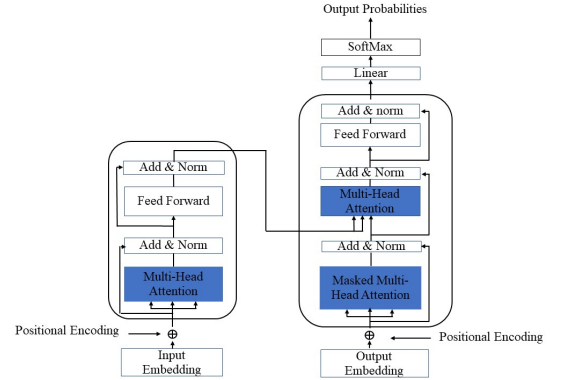 Output Probabilities
SoftMax
Linear
Add & norm
Feed Forward
Add & Norm
Multi-Head
Attention
Add & Norm
Masked Multi-
Head Attention
Positional Encoding
Output
Embedding
Add & Norm
Feed Forward
Add & Norm
Multi-Head
Attention
Positional Encoding
Input
Embedding